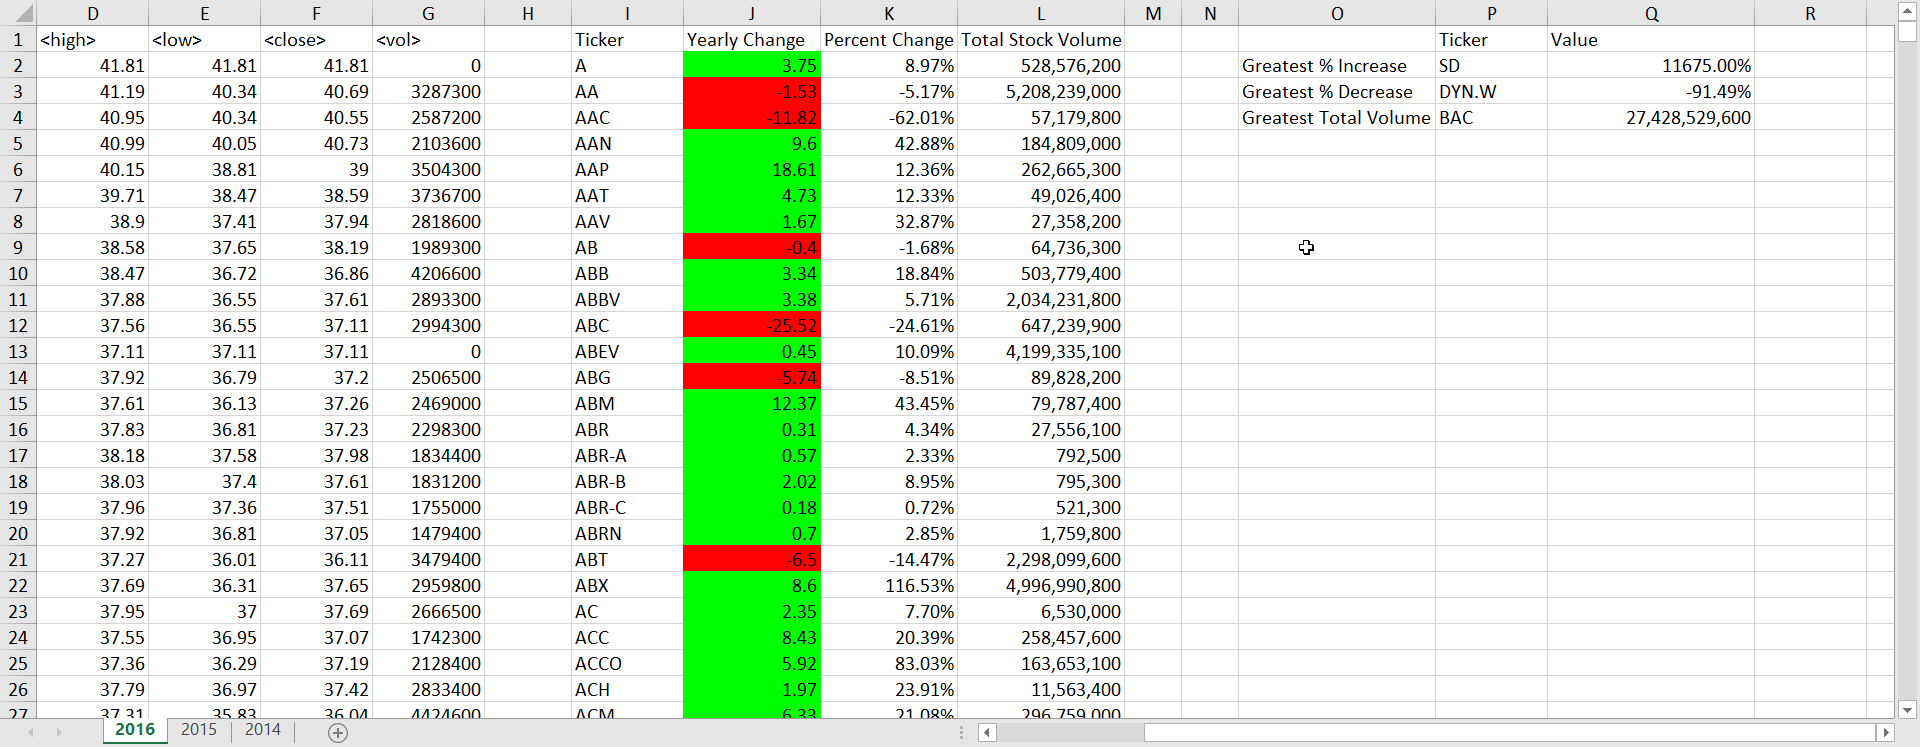 D E F G H I J K L M N O P Q R
1 <high> <low> <close> <vol> Ticker Yearly Change Percent Change Total Stock Volume Ticker Value
2 41.81 41.81 41.81 0 A 3.75 8.97% 528,576,200 Greatest % Increase SD 11675.00%
3 41.19 40.34 40.69 3287300 AA -1.53 -5.17% 5,208,239,000 Greatest % Decrease DYN.W -91.49%
4 40.95 40.34 40.55 2587200 AAC -11.82 -62.01% 57,179,800 Greatest Total Volume BAC 27,428,529,600
5 40.99 40.05 40.73 2103600 AAN 9.6 42.88% 184,809,000
6 40.15 38.81 39 3504300 AAP 18.61 12.36% 262,665,300
7 39.71 38.47 38.59 3736700 AAT 4.73 12.33% 49,026,400
8 38.9 37.41 37.94 2818600 AAV 1.67 32.87% 27,358,200
9 38.58 37.65 38.19 1989300 AB -0.4 -1.68% 64,736,300
10 38.47 36.72 36.86 4206600 ABB 3.34 18.84% 503,779,400
11 37.88 36.55 37.61 2893300 ABBV 3.38 5.71% 2,034,231,800
12 37.56 36.55 37.11 2994300 ABC -25.52 -24.61% 647,239,900
13 37.11 37.11 37.11 0 ABEV 0.45 10.09% 4,199,335,100
14 37.92 36.79 37.2 2506500 ABG -5.74 -8.51% 89,828,200
15 37.61 36.13 37.26 2469000 ABM 12.37 43.45% 79,787,400
16 37.83 36.81 37.23 2298300 ABR 0.31 4.34% 27,556,100
17 38.18 37.58 37.98 1834400 ABR-A 0.57 2.33% 792,500
18 38.03 37.4 37.61 1831200 ABR-B 2.02 8.95% 795,300
19 37.96 37.36 37.51 1755000 ABR-C 0.18 0.72% 521,300
20 37.92 36.81 37.05 1479400 ABRN 0.7 2.85% 1,759,800
21 37.27 36.01 36.11 3479400 ABT -6.5 -14.47% 2,298,099,600
22 37.69 36.31 37.65 2959800 ABX 8.6 116.53% 4,996,990,800
23 37.95 37 37.69 2666500 AC 2.35 7.70% 6,530,000
24 37.55 36.95 37.07 1742300 ACC 8.43 20.39% 258,457,600
25 37.36 36.29 37.19 2128400 ACCO 5.92 83.03% 163,653,100
26 37.79 36.97 37.42 2833400 ACH 1.97 23.91% 11,563,400
27 37.31 35.83 36.04 4424600 ACM 6.33 21.08% 296,759,000
2016 2015 2014